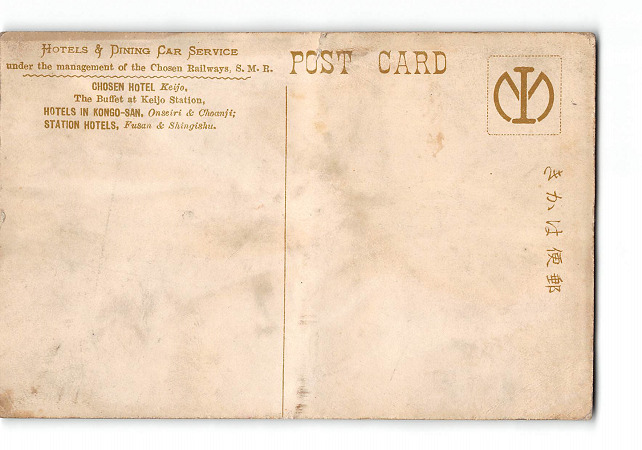 HOTELS & DINING CAR SERVICE
under the management of the Chosen Railways, S. M. R.
CHOSEN HOTEL Keijo,
The Buffet at Keijo Station,
HOTELS IN KONGO-SAN, Onseiri & Choanji;
STATION HOTELS, Fusan & Shingishu.
POST CARD
きかは便郵